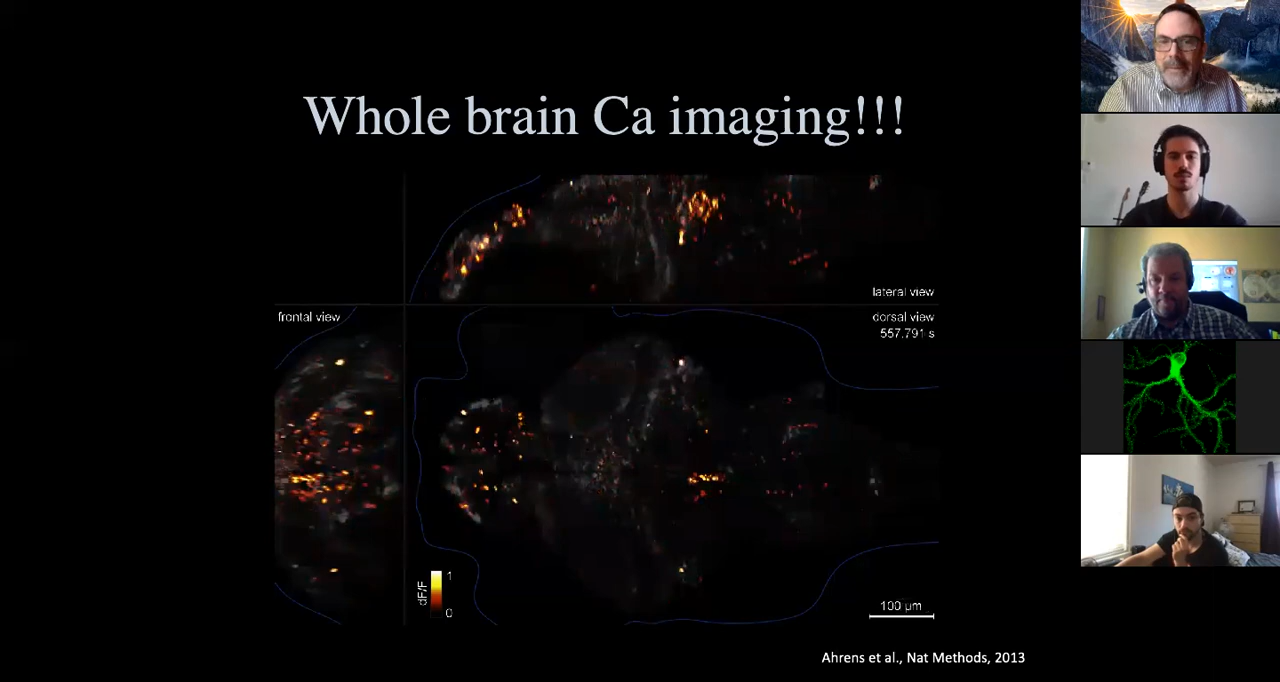 Whole brain Ca imaging!!!
lateral view
frontal view
dorsal view
557.791 s
dF/F
1
0
100 µm
Ahrens et al., Nat Methods, 2013